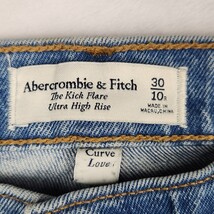 Abercrombie & Fitch
The Kick Flare
Ultra High Rise
30
10s
MADE IN
MACAU, CHINA
Curve
Love